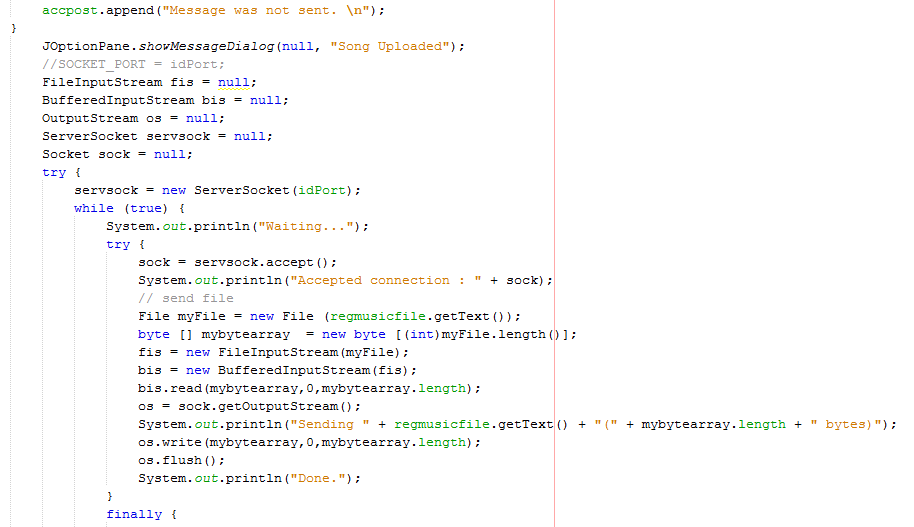 accpost.append("Message was not sent. \n");
}
JOptionPane.showMessageDialog(null, "Song Uploaded");
//SOCKET_PORT = idPort;
FileInputStream fis = null;
BufferedInputStream bis = null;
OutputStream os = null;
ServerSocket servsock = null;
Socket sock = null;
try {
servsock = new ServerSocket(idPort);
while (true) {
System.out.println("Waiting...");
try {
sock = servsock.accept();
System.out.println("Accepted connection : " + sock);
// send file
File myFile = new File (regmusicfile.getText());
byte [] mybytearray  = new byte [(int)myFile.length()];
fis = new FileInputStream(myFile);
bis = new BufferedInputStream(fis);
bis.read(mybytearray,0,mybytearray.length);
os = sock.getOutputStream();
System.out.println("Sending " + regmusicfile.getText() + "(" + mybytearray.length + " bytes)");
os.write(mybytearray,0,mybytearray.length);
os.flush();
System.out.println("Done.");
}
finally {